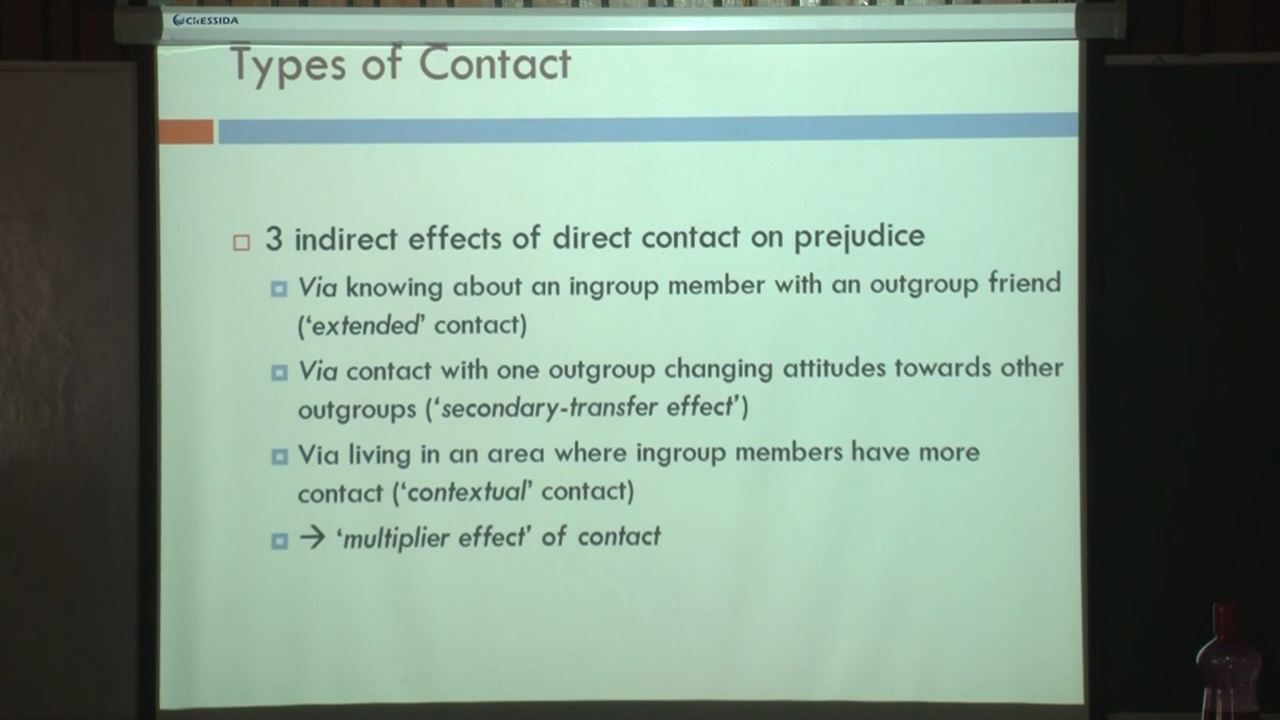 CRESSIDA
Types of Contact
3 indirect effects of direct contact on prejudice
Via knowing about an ingroup member with an outgroup friend
(‘extended’ contact)
Via contact with one outgroup changing attitudes towards other
outgroups (‘secondary-transfer effect’)
Via living in an area where ingroup members have more
contact (‘contextual’ contact)
→ ‘multiplier effect’ of contact